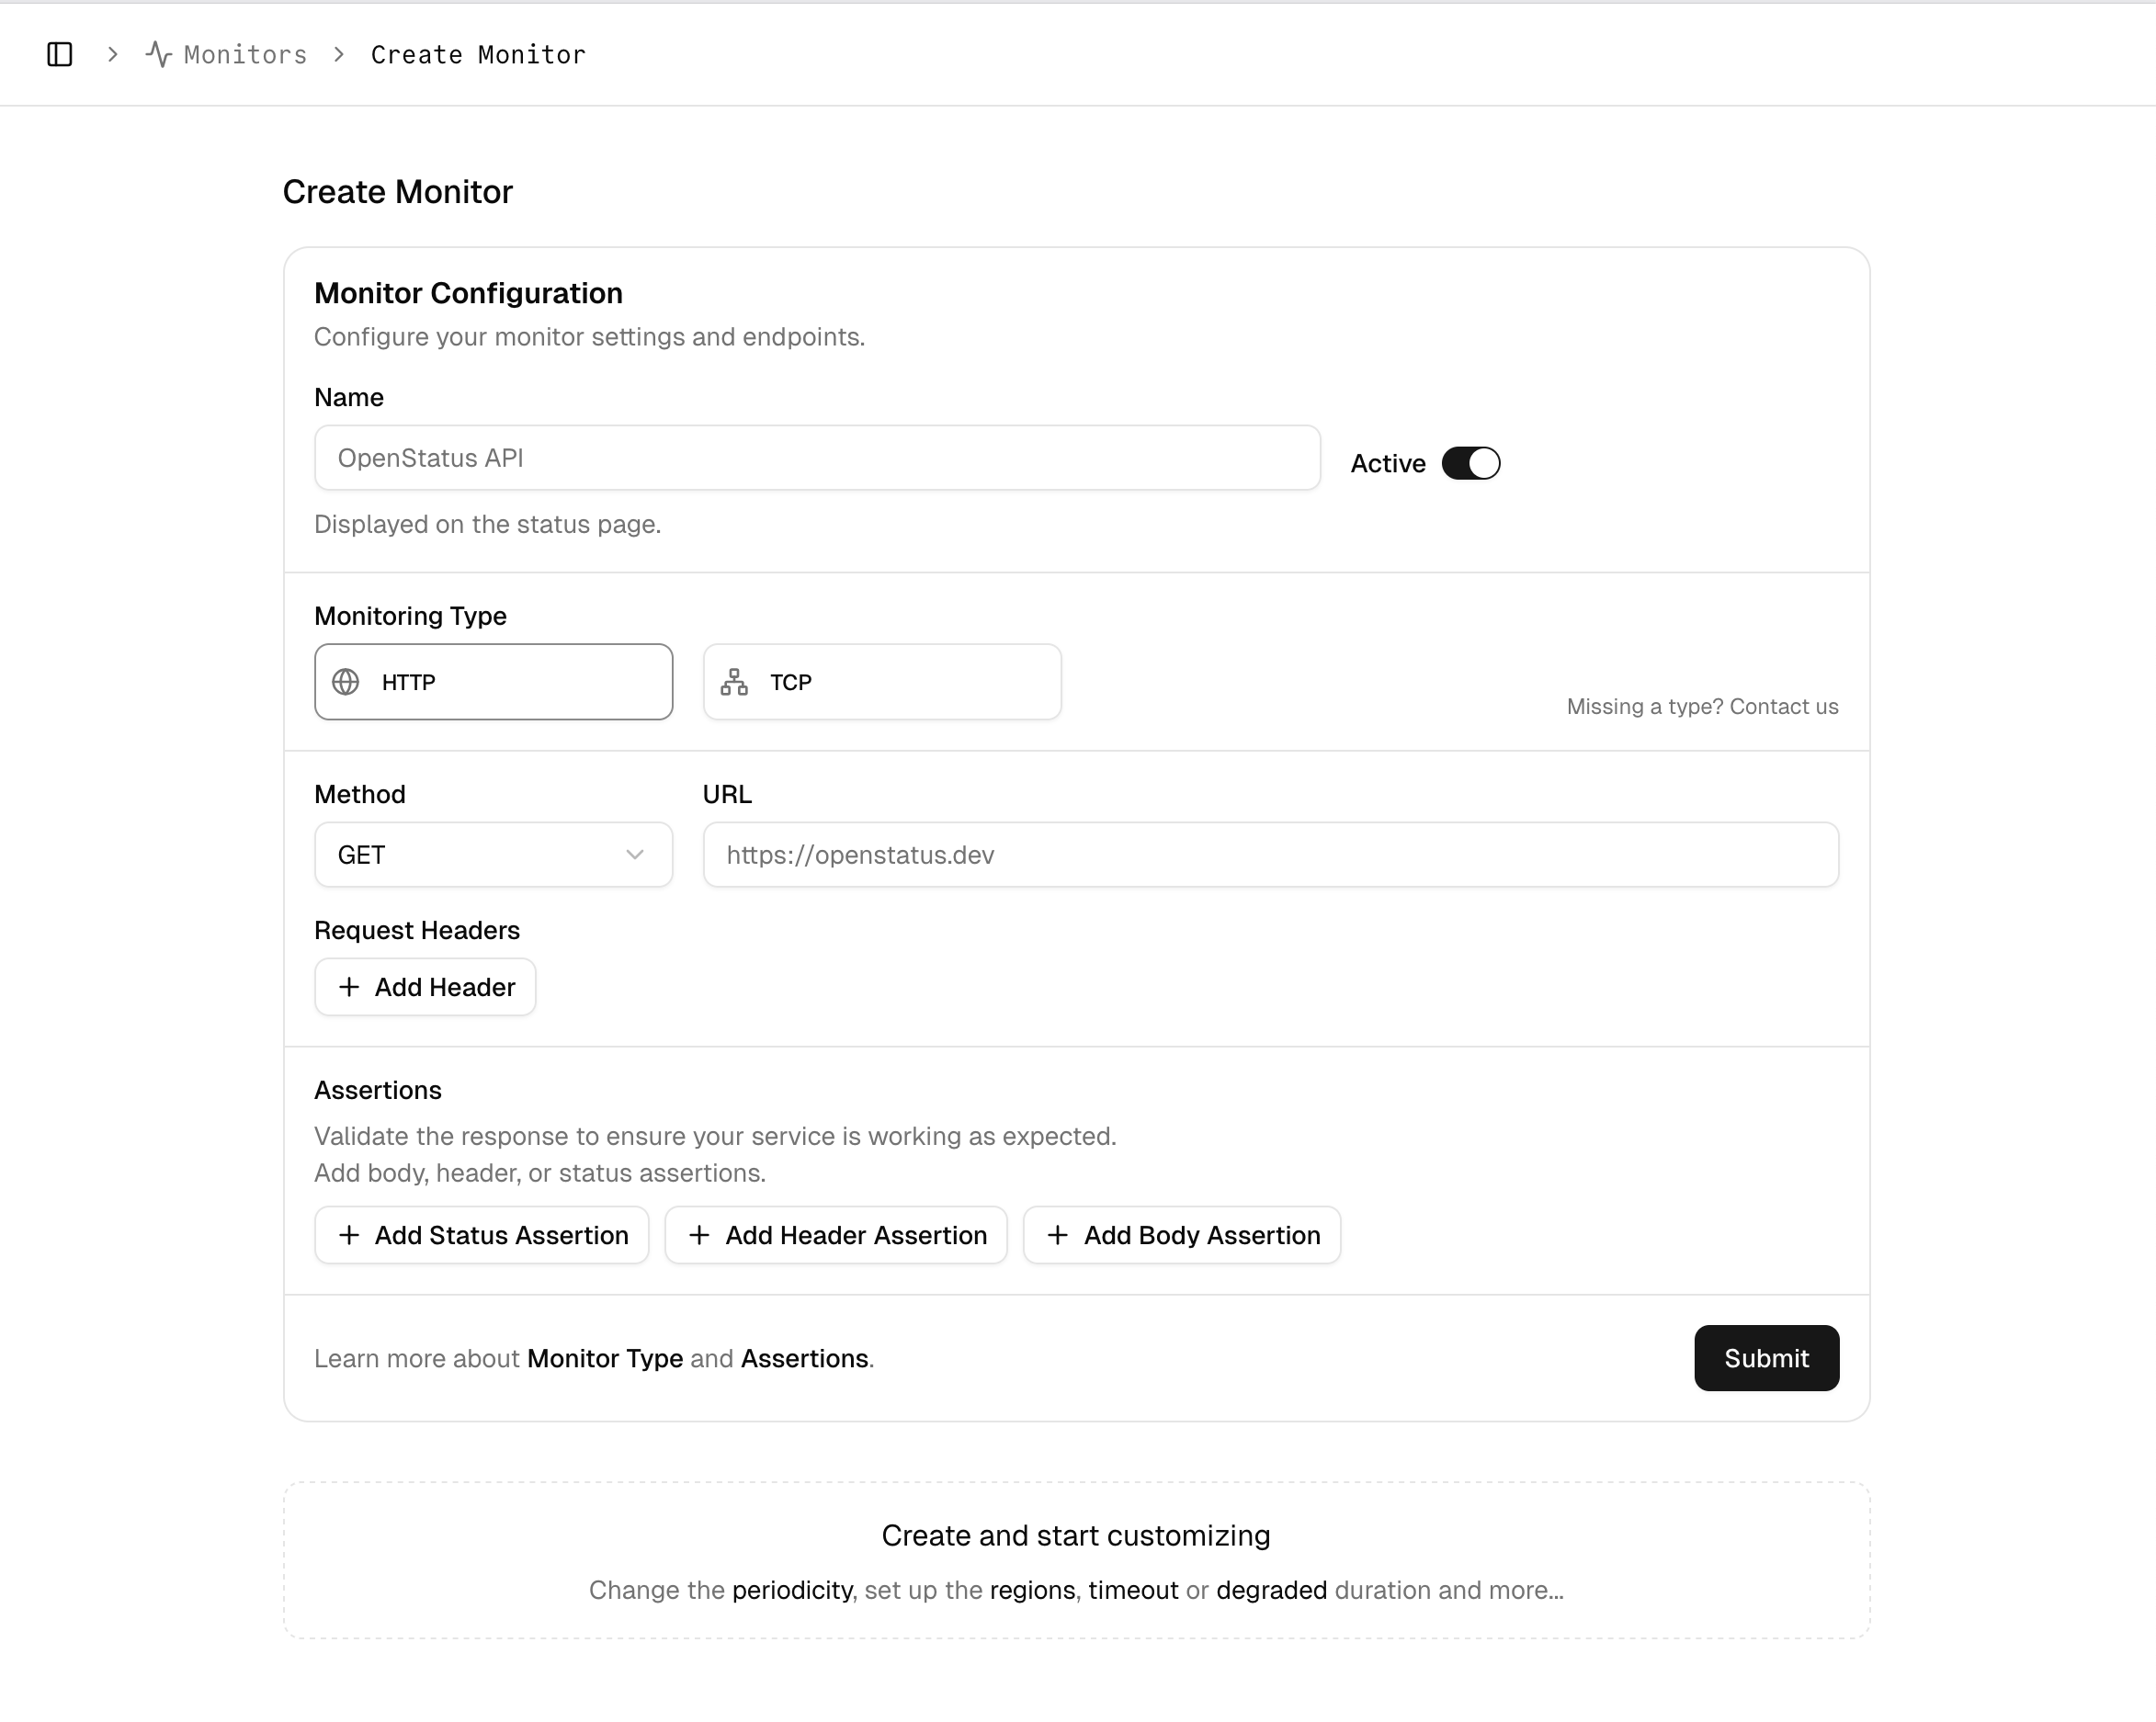 Monitors > Create Monitor
Create Monitor
Monitor Configuration
Configure your monitor settings and endpoints.
Name
OpenStatus API
Active
Displayed on the status page.
Monitoring Type
HTTP
TCP
Missing a type? Contact us
Method
URL
GET
https://openstatus.dev
Request Headers
+ Add Header
Assertions
Validate the response to ensure your service is working as expected.
Add body, header, or status assertions.
+ Add Status Assertion
+ Add Header Assertion
+ Add Body Assertion
Learn more about Monitor Type and Assertions.
Submit
Create and start customizing
Change the periodicity, set up the regions, timeout or degraded duration and more...